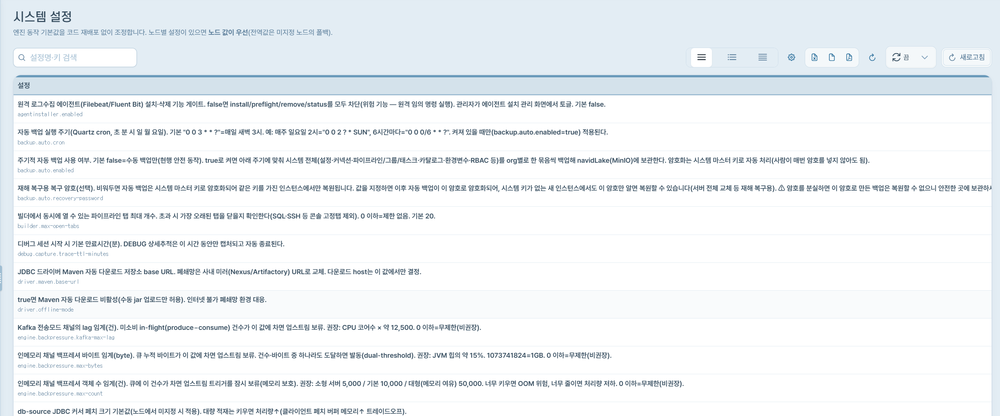 시스템 설정
엔진 동작 기본값을 코드 재배포 없이 조정합니다. 노드별 설정이 있으면 노드 값이 우선(전역값은 미지정 노드의 폴백).
설정명·키 검색
끔
새로고침
설정
원격 로그수집 에이전트(Filebeat/Fluent Bit) 설치·삭제 기능 게이트. false면 install/preflight/remove/status를 모두 차단(위험 기능 — 원격 임의 명령 실행). 관리자가 에이전트 설치 관리 화면에서 토글. 기본 false.
agentinstaller.enabled
자동 백업 실행 주기(Quartz cron, 초 분 시 일 월 요일). 기본 "0 0 3 * * ?"=매일 새벽 3시. 예: 매주 일요일 2시="0 0 2 ? * SUN", 6시간마다="0 0 0/6 * * ?". 켜져 있을 때만(backup.auto.enabled=true) 적용된다.
backup.auto.cron
주기적 자동 백업 사용 여부. 기본 false=수동 백업만(현행 안전 동작). true로 켜면 아래 주기에 맞춰 시스템 전체(설정·커넥션·파이프라인/그룹/태스크·카탈로그·환경변수·RBAC 등)를 org별로 한 묶음씩 백업해 navidLake(MinIO)에 보관한다. 암호화는 시스템 마스터 키로 자동 처리(사람이 매번 암호를 넣지 않아도 됨).
backup.auto.enabled
재해 복구용 복구 암호(선택). 비워두면 자동 백업은 시스템 마스터 키로 암호화되어 같은 키를 가진 인스턴스에서만 복원됩니다. 값을 지정하면 이후 자동 백업이 이 암호로 암호화되어, 시스템 키가 없는 새 인스턴스에서도 이 암호만 알면 복원할 수 있습니다(서버 전체 교체 등 재해 복구용). ⚠ 암호를 분실하면 이 암호로 만든 백업은 복원할 수 없으니 안전한 곳에
backup.auto.recovery-password
빌더에서 동시에 열 수 있는 파이프라인 탭 최대 개수. 초과 시 가장 오래된 탭을 닫을지 확인한다(SQL·SSH 등 콘솔 고정탭 제외). 0 이하=제한 없음. 기본 20.
builder.max-open-tabs
디버그 세션 시작 시 기본 만료시간(분). DEBUG 상세추적은 이 시간 동안만 캡처되고 자동 종료된다.
debug.capture.trace-ttl-minutes
JDBC 드라이버 Maven 자동 다운로드 저장소 base URL. 폐쇄망은 사내 미러(Nexus/Artifactory) URL로 교체. 다운로드 host는 이 값에서만 결정.
driver.maven.base-url
true면 Maven 자동 다운로드 비활성(수동 jar 업로드만 허용). 인터넷 불가 폐쇄망 환경 대응.
driver.offline-mode
Kafka 전송모드 채널의 lag 임계(건). 미소비 in-flight(produce−consume) 건수가 이 값에 차면 업스트림 보류. 권장: CPU 코어수 × 약 12,500. 0 이하=무제한(비권장).
engine.backpressure.kafka-max-lag
인메모리 채널 백프레셔 바이트 임계(byte). 큐 누적 바이트가 이 값에 차면 업스트림 보류. 건수·바이트 중 하나라도 도달하면 발동(dual-threshold). 권장: JVM 힙의 약 15%. 1073741824=1GB. 0 이하=무제한(비권장).
engine.backpressure.max-bytes
인메모리 채널 백프레셔 객체 수 임계(건). 큐에 이 건수가 차면 업스트림 트리거를 잠시 보류(메모리 보호). 권장: 소형 서버 5,000 / 기본 10,000 / 대형(메모리 여유) 50,000. 너무 키우면 OOM 위험, 너무 줄이면 처리량 저하. 0 이하=무제한(비권장).
engine.backpressure.max-count
db-source JDBC 커서 페치 크기 기본값(노드에서 미지정 시 적용). 대량 적재는 키우면 처리량↑(클라이언트 페치 버퍼 메모리↑ 트레이드오프).